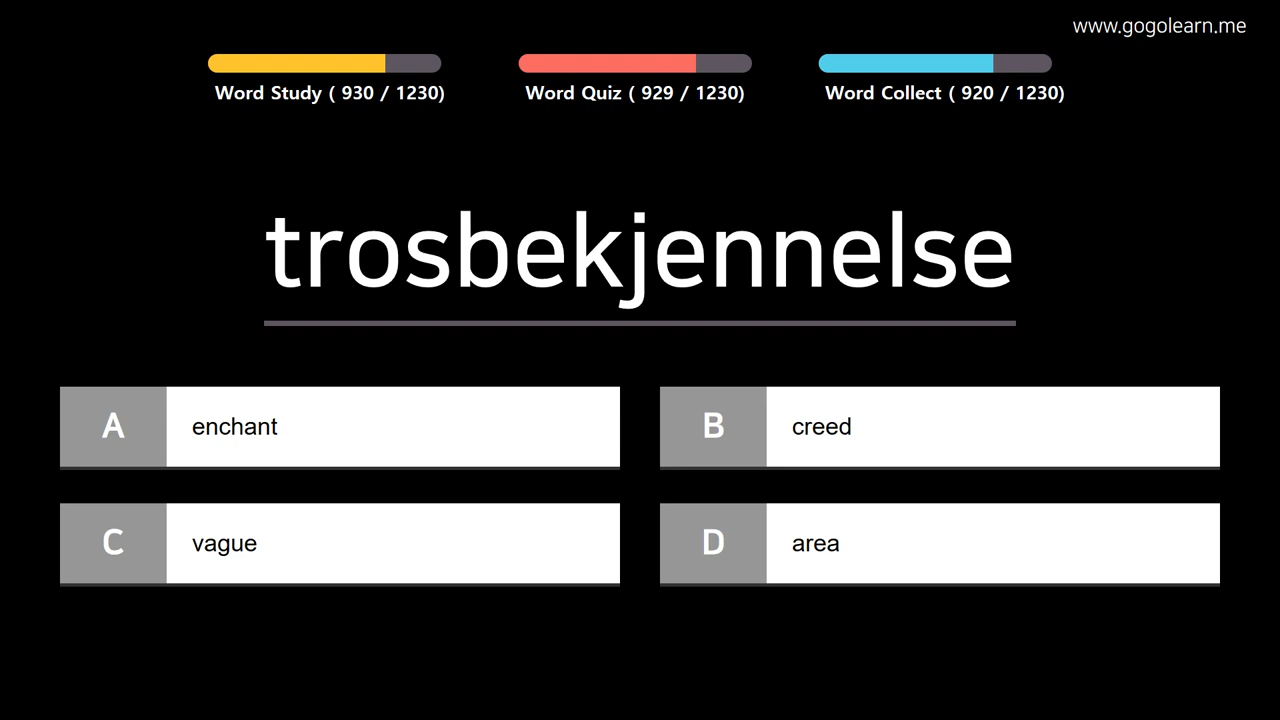 www.gogolearn.me
Word Study ( 930 / 1230)
Word Quiz ( 929 / 1230)
Word Collect ( 920 / 1230)
trosbekjennelse
A enchant
B creed
C vague
D area